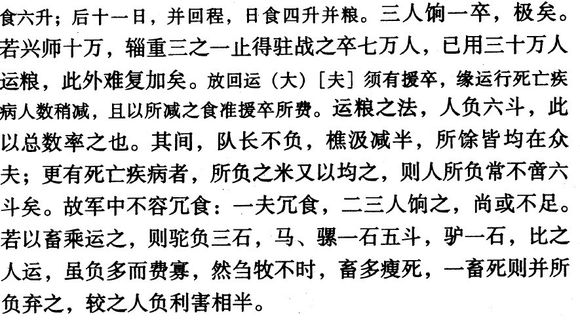 食六升；后十一日，并回程，日食四升并粮。三人饷一卒，极矣。
若兴师十万，辎重三之一止得驻战之卒七万人，已用三十万人
运粮，此外难复加矣。放回运（大）［夫］须有援卒，缘运行死亡疾
病人数稍减，且以所减之食准援卒所费。运粮之法，人负六斗，此
以总数率之也。其间，队长不负，樵汲减半，所馀皆均在众
夫；更有死亡疾病者，所负之米又以均之，则人所负常不啻六
斗矣。故军中不容冗食：一夫冗食，二三人饷之，尚或不足。
若以畜乘运之，则驼负三石，马、骡一石五斗，驴一石，比之
人运，虽负多而费寡，然刍牧不时，畜多瘦死，一畜死则并所
负弃之，较之人负利害相半。